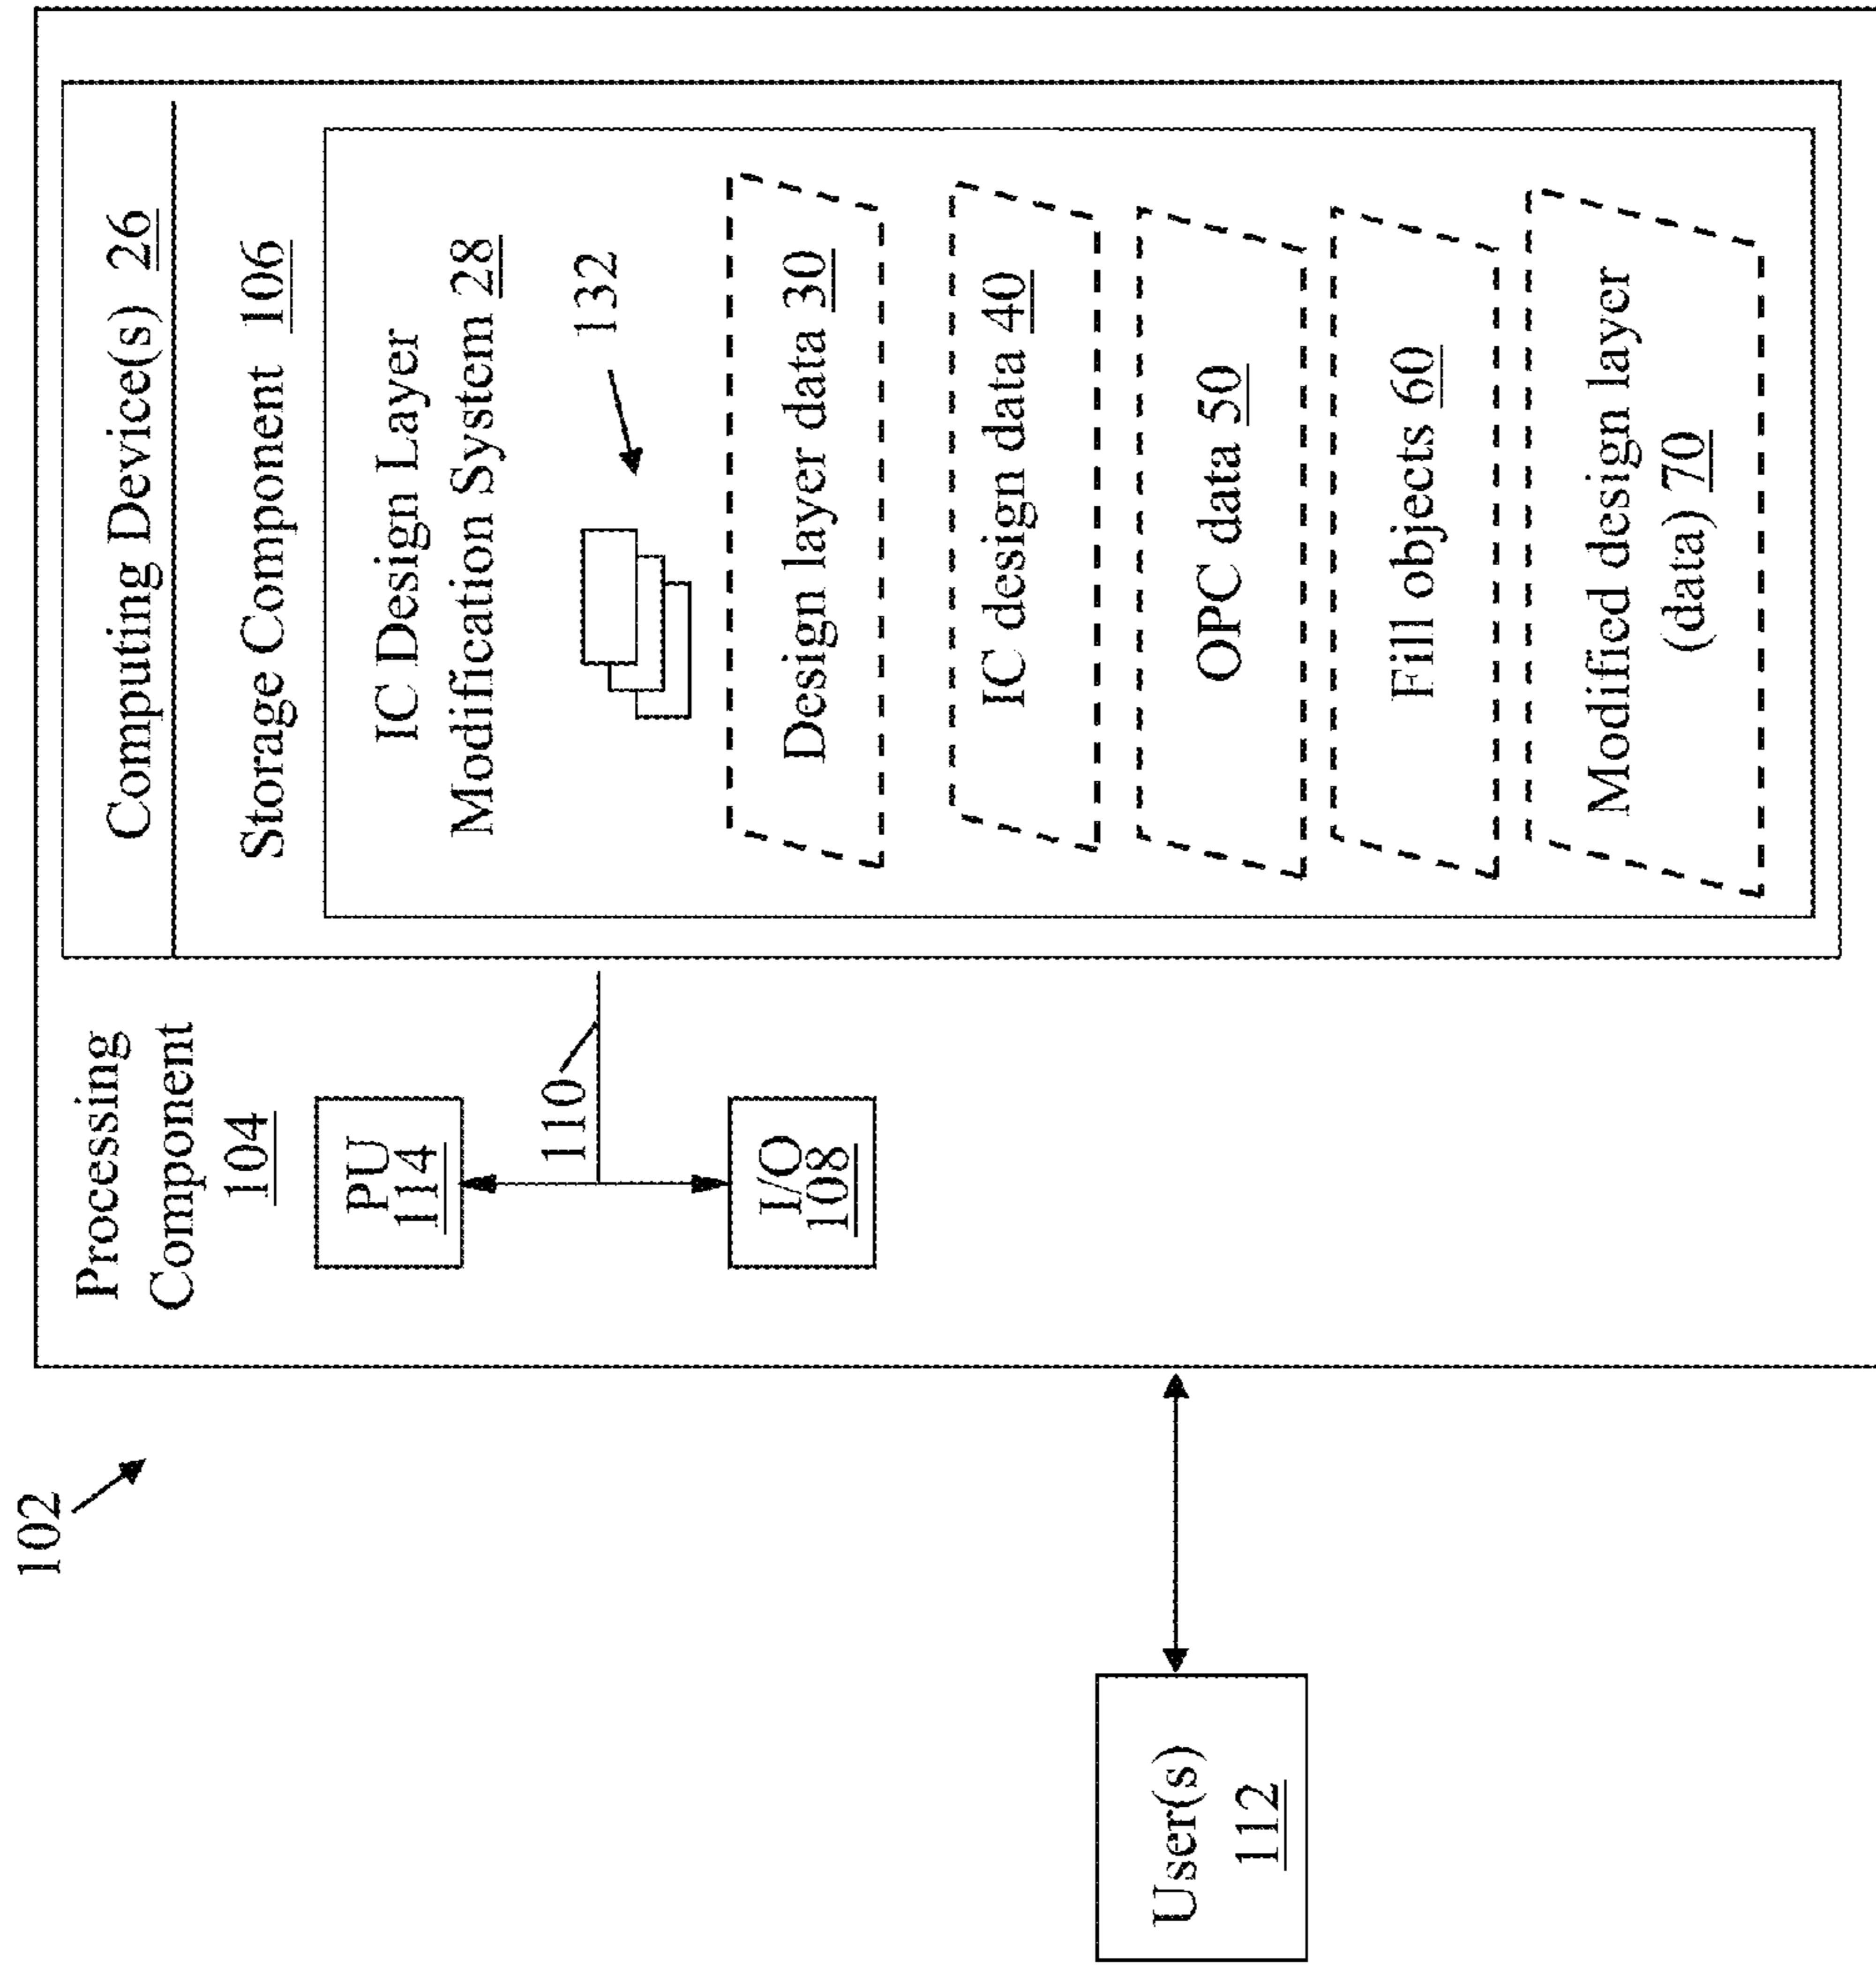 102
Processing
Component
104
PU
114
110
I/O
108
User(s)
112
Computing Device(s) 26
Storage Component 106
IC Design Layer
Modification System 28
132
Design layer data 30
IC design data 40
OPC data 50
Fill objects 60
Modified design layer
(data) 70